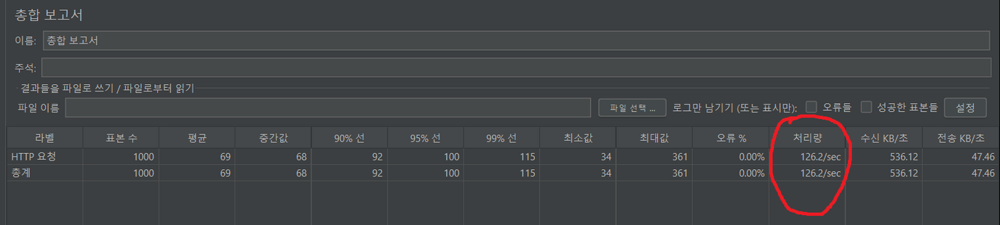 총합 보고서
이름: 총합 보고서
주석:
결과들을 파일로 쓰기 / 파일로부터 읽기
파일 이름 파일 선택 ... 로그만 남기기 (또는 표시만): 오류들 성공한 표본들 설정
라벨 표본 수 평균 중간값 90% 선 95% 선 99% 선 최소값 최대값 오류 % 처리량 수신 KB/초 전송 KB/초
HTTP 요청 1000 69 68 92 100 115 34 361 0.00% 126.2/sec 536.12 47.46
총계 1000 69 68 92 100 115 34 361 0.00% 126.2/sec 536.12 47.46